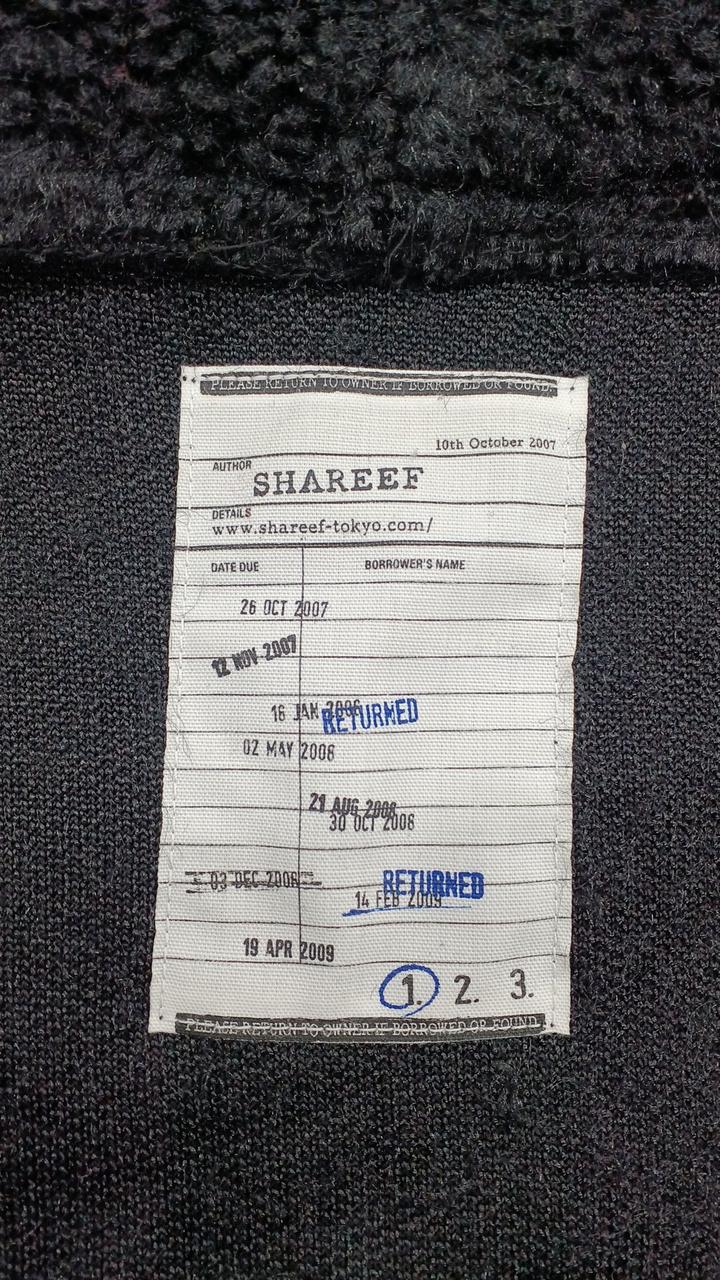 PLEASE RETURN TO OWNER IF BORROWED OR FOUND.
10th October 2007
AUTHOR
SHAREEF
DETAILS
www.shareef-tokyo.com/
DATE DUE BORROWER'S NAME
26 OCT 2007
12 NOV 2007
16 JAN 2008 RETURNED
02 MAY 2008
21 AUG 2008
30 OCT 2008
03 DEC 2008 RETURNED
14 FEB 2009
19 APR 2009
1. 2. 3.
PLEASE RETURN TO OWNER IF BORROWED OR FOUND.